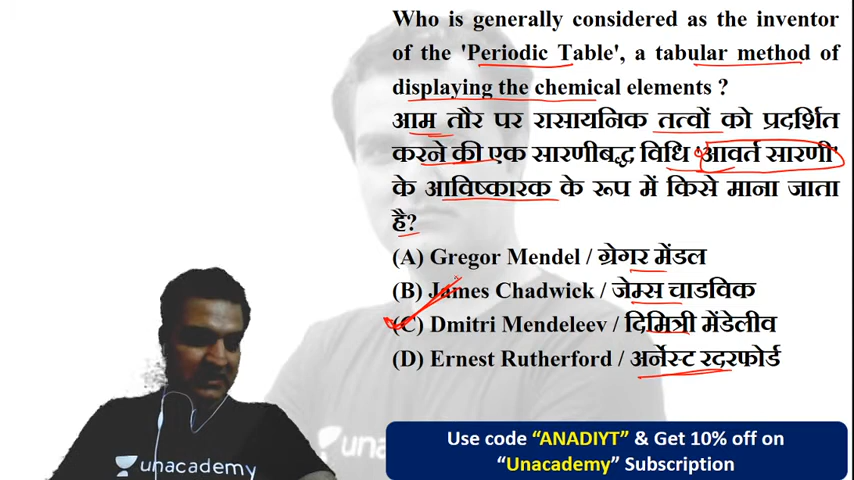 Who is generally considered as the inventor
of the 'Periodic Table', a tabular method of
displaying the chemical elements ?
आम तौर पर रासायनिक तत्वों को प्रदर्शित
करने की एक सारणीबद्ध विधि 'आवर्त सारणी'
के आविष्कारक के रूप में किसे माना जाता
है?
(A) Gregor Mendel / ग्रेगर मेंडल
(B) James Chadwick / जेम्स चाडविक
(C) Dmitri Mendeleev / दिमित्री मेंडेलीव
(D) Ernest Rutherford / अर्नेस्ट रदरफोर्ड
unacademy
una
Use code “ANADIYT” & Get 10% off on
“Unacademy” Subscription